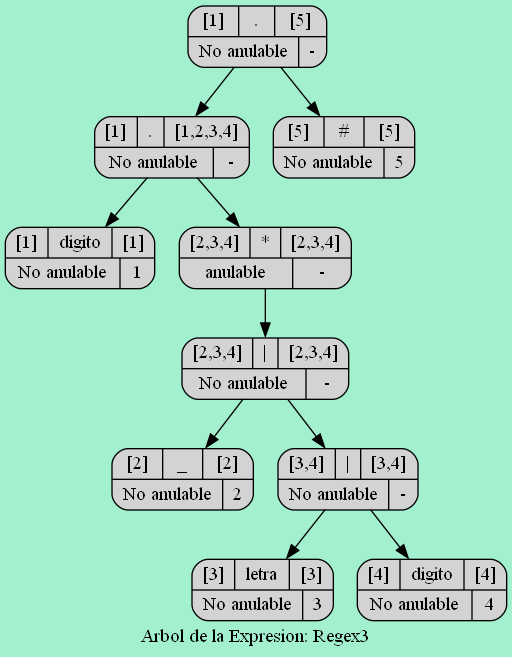 [1] . [5]
No anulable -
[1] . [1,2,3,4]
No anulable -
[5] # [5]
No anulable 5
[1] digito [1]
No anulable 1
[2,3,4] * [2,3,4]
anulable -
[2,3,4] | [2,3,4]
No anulable -
[2] _ [2]
No anulable 2
[3,4] | [3,4]
No anulable -
[3] letra [3]
No anulable 3
[4] digito [4]
No anulable 4
Arbol de la Expresion: Regex3